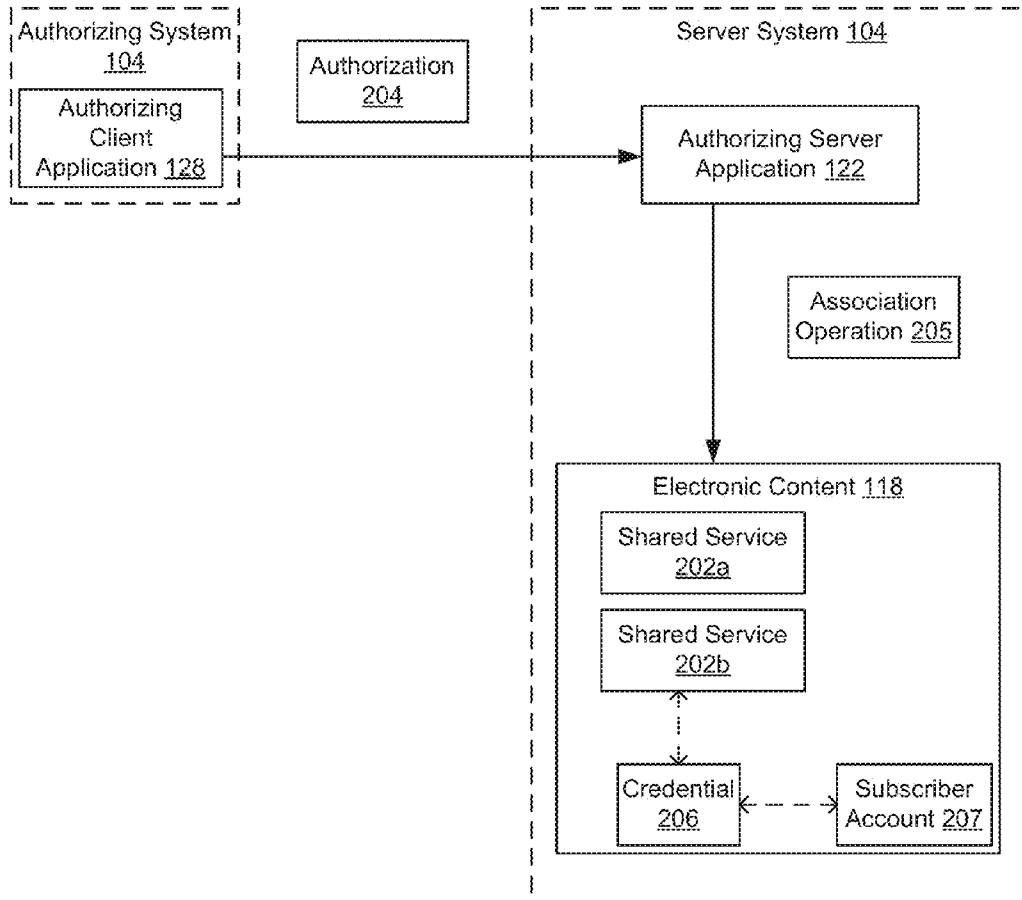 Authorizing System
104
Authorizing
Client
Application 128
Authorization
204
Server System 104
Authorizing Server
Application 122
Association
Operation 205
Electronic Content 118
Shared Service
202a
Shared Service
202b
Credential
206
Subscriber
Account 207